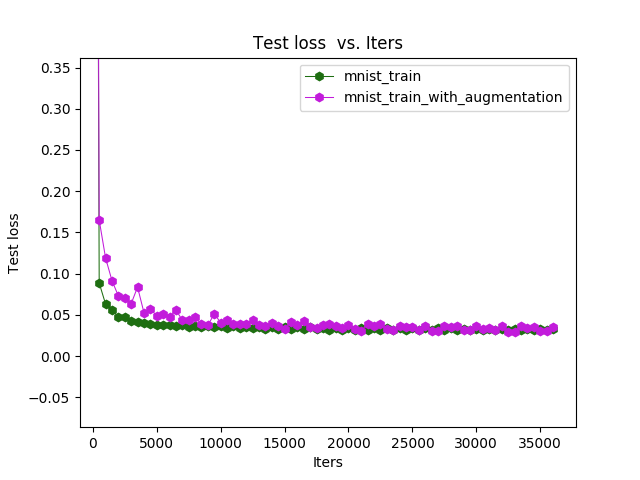 Test loss  vs. Iters
mnist_train
mnist_train_with_augmentation
0.35
0.30
0.25
0.20
0.15
0.10
0.05
0.00
−0.05
Test loss
0 5000 10000 15000 20000 25000 30000 35000
Iters